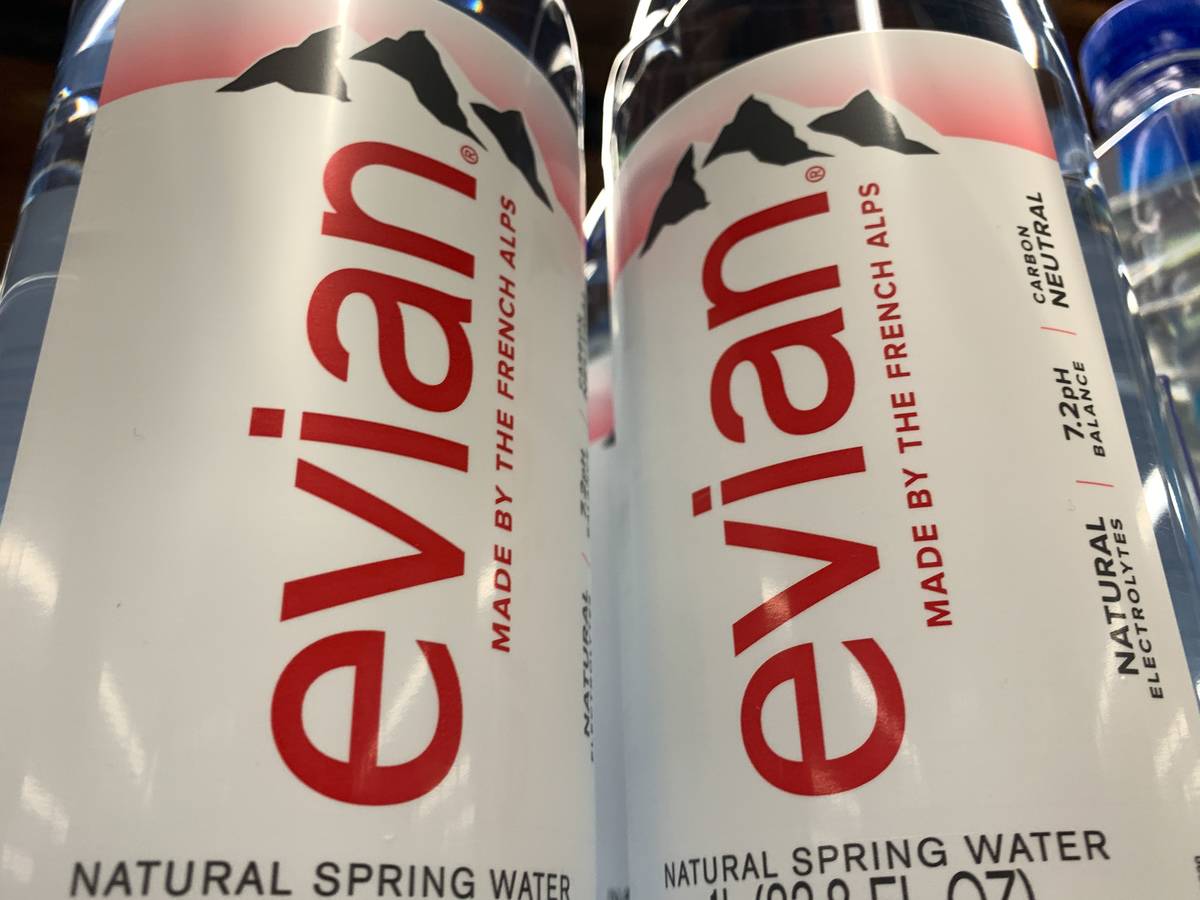 evian®
MADE BY THE FRENCH ALPS
NATURAL
NATURAL SPRING WATER
evian®
MADE BY THE FRENCH ALPS
NATURAL
ELECTROLYTES
7.2pH
BALANCE
CARBON
NEUTRAL
NATURAL SPRING WATER